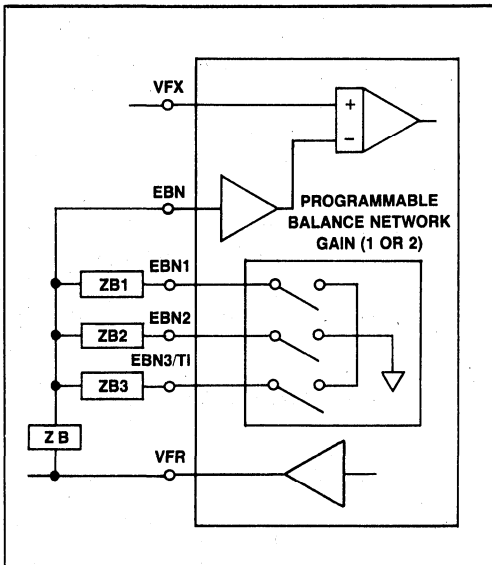 VFX
+
−
EBN
PROGRAMMABLE
BALANCE NETWORK
GAIN (1 OR 2)
ZB1
EBN1
ZB2
EBN2
ZB3
EBN3/TI
Z B
VFR